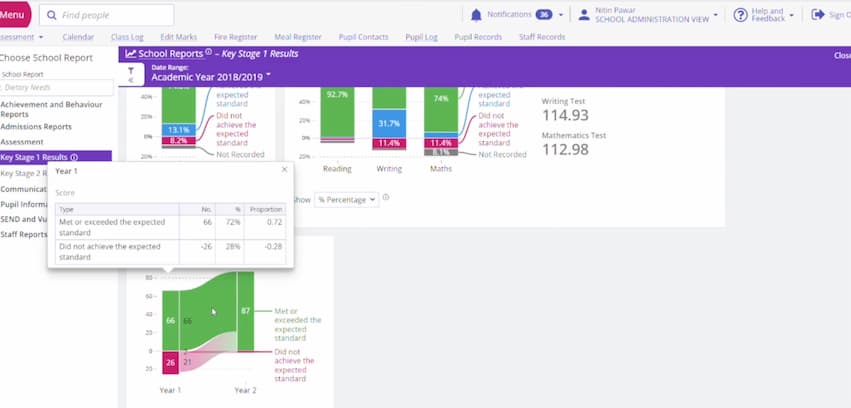 Menu
Find people
Notifications 36
Nitin Pawar
SCHOOL ADMINISTRATION VIEW
Help and
Feedback
Sign O
ssessment
Calendar
Class Log
Edit Marks
Fire Register
Meal Register
Pupil Contacts
Pupil Log
Pupil Records
Staff Records
Choose School Report
School Report
Dietary Needs
Achievement and Behaviour
Reports
Admissions Reports
Assessment
Key Stage 1 Results
Key Stage 2 R
Communicat
Pupil Informa
SEND and Vu
Staff Reports
School Reports – Key Stage 1 Results
Close
Date Range:
Academic Year 2018/2019
40%
20%
0%
20%
13.1%
8.2%
the expected
standard
Did not
achieve the
expected
standard
Not Recorded
40%
20%
0%
20%
92.7%
31.7%
11.4%
74%
11.4%
8.1%
Reading
Writing
Maths
the expected
standard
Did not
achieve the
expected
standard
Not Recorded
Writing Test
114.93
Mathematics Test
112.98
how
% Percentage
Year 1
Score
Type No. % Proportion
Met or exceeded the expected
standard
66 72% 0.72
Did not achieve the expected
standard
-26 28% -0.28
80
60
40
20
0
20
66
66
87
26
21
Year 1
Year 2
Met or
exceeded the
expected
standard
Did not
achieve the
expected
standard